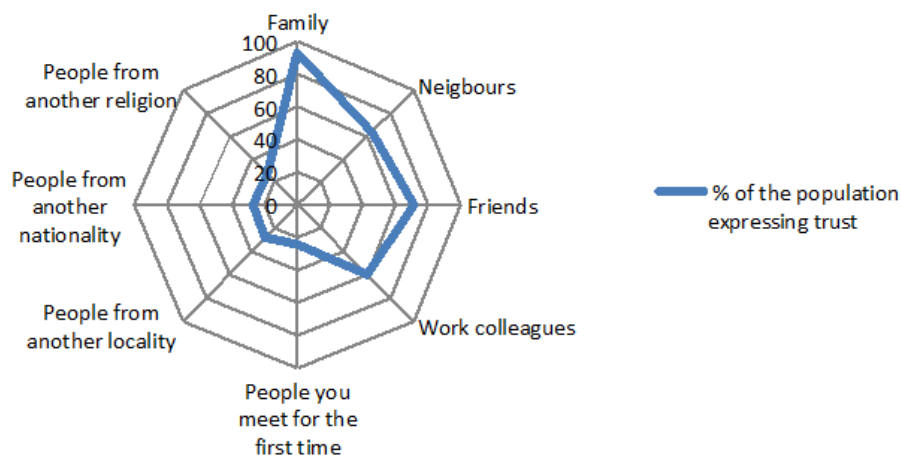 Family
100
80
60
40
20
0
Neigbours
Friends
Work colleagues
People you
meet for the
first time
People from
another locality
People from
another
nationality
People from
another religion
% of the population
expressing trust